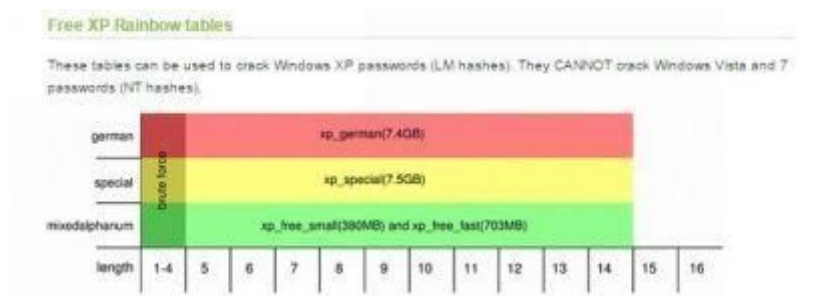 Free XP Rainbow tables
These tables can be used to crack Windows XP passwords (LM hashes). They CANNOT crack Windows Vista and 7
passwords (NT hashes).
german
xp_german(7.4GB)
special
brute force
xp_special(7.5GB)
mixedalphanum
xp_free_small(380MB) and xp_free_fast(703MB)
length 1-4 5 6 7 8 9 10 11 12 13 14 15 16